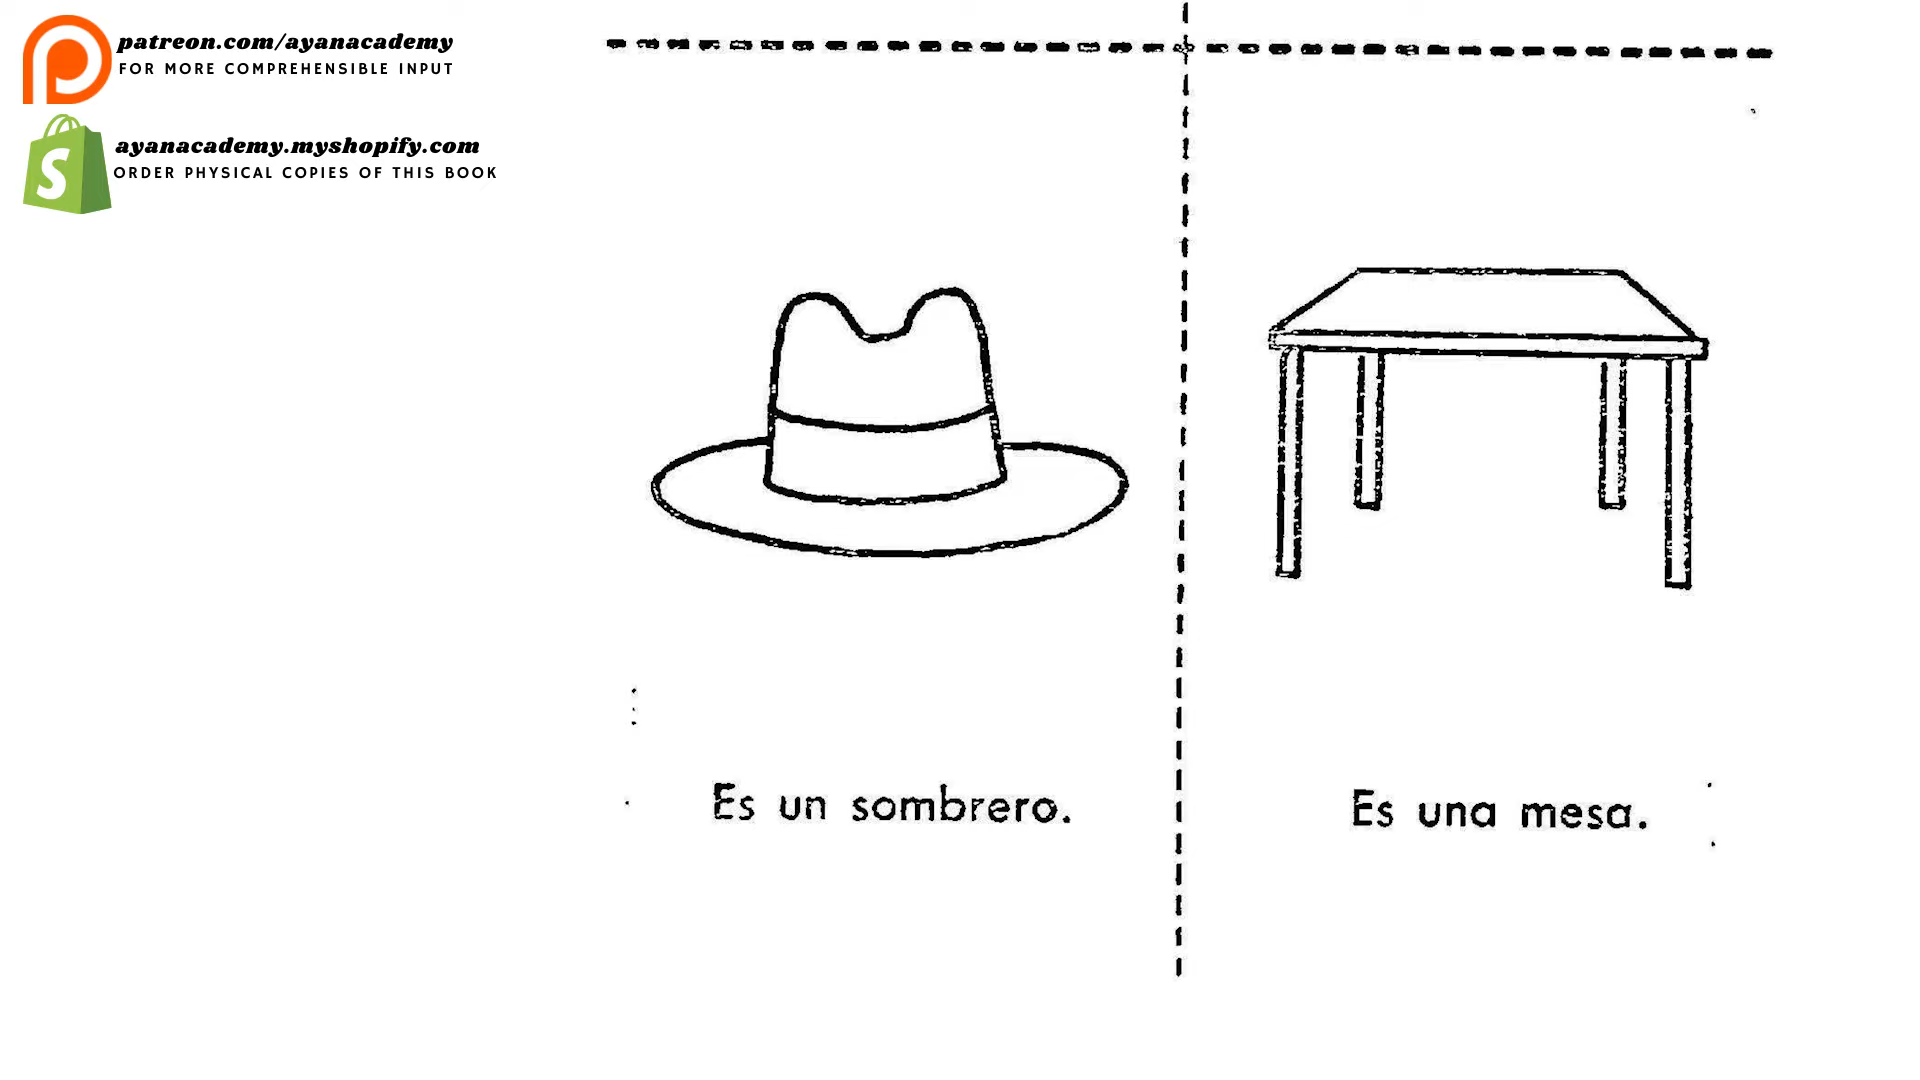 patreon.com/ayanacademy
FOR MORE COMPREHENSIBLE INPUT
ayanacademy.myshopify.com
ORDER PHYSICAL COPIES OF THIS BOOK
Es un sombrero.
Es una mesa.